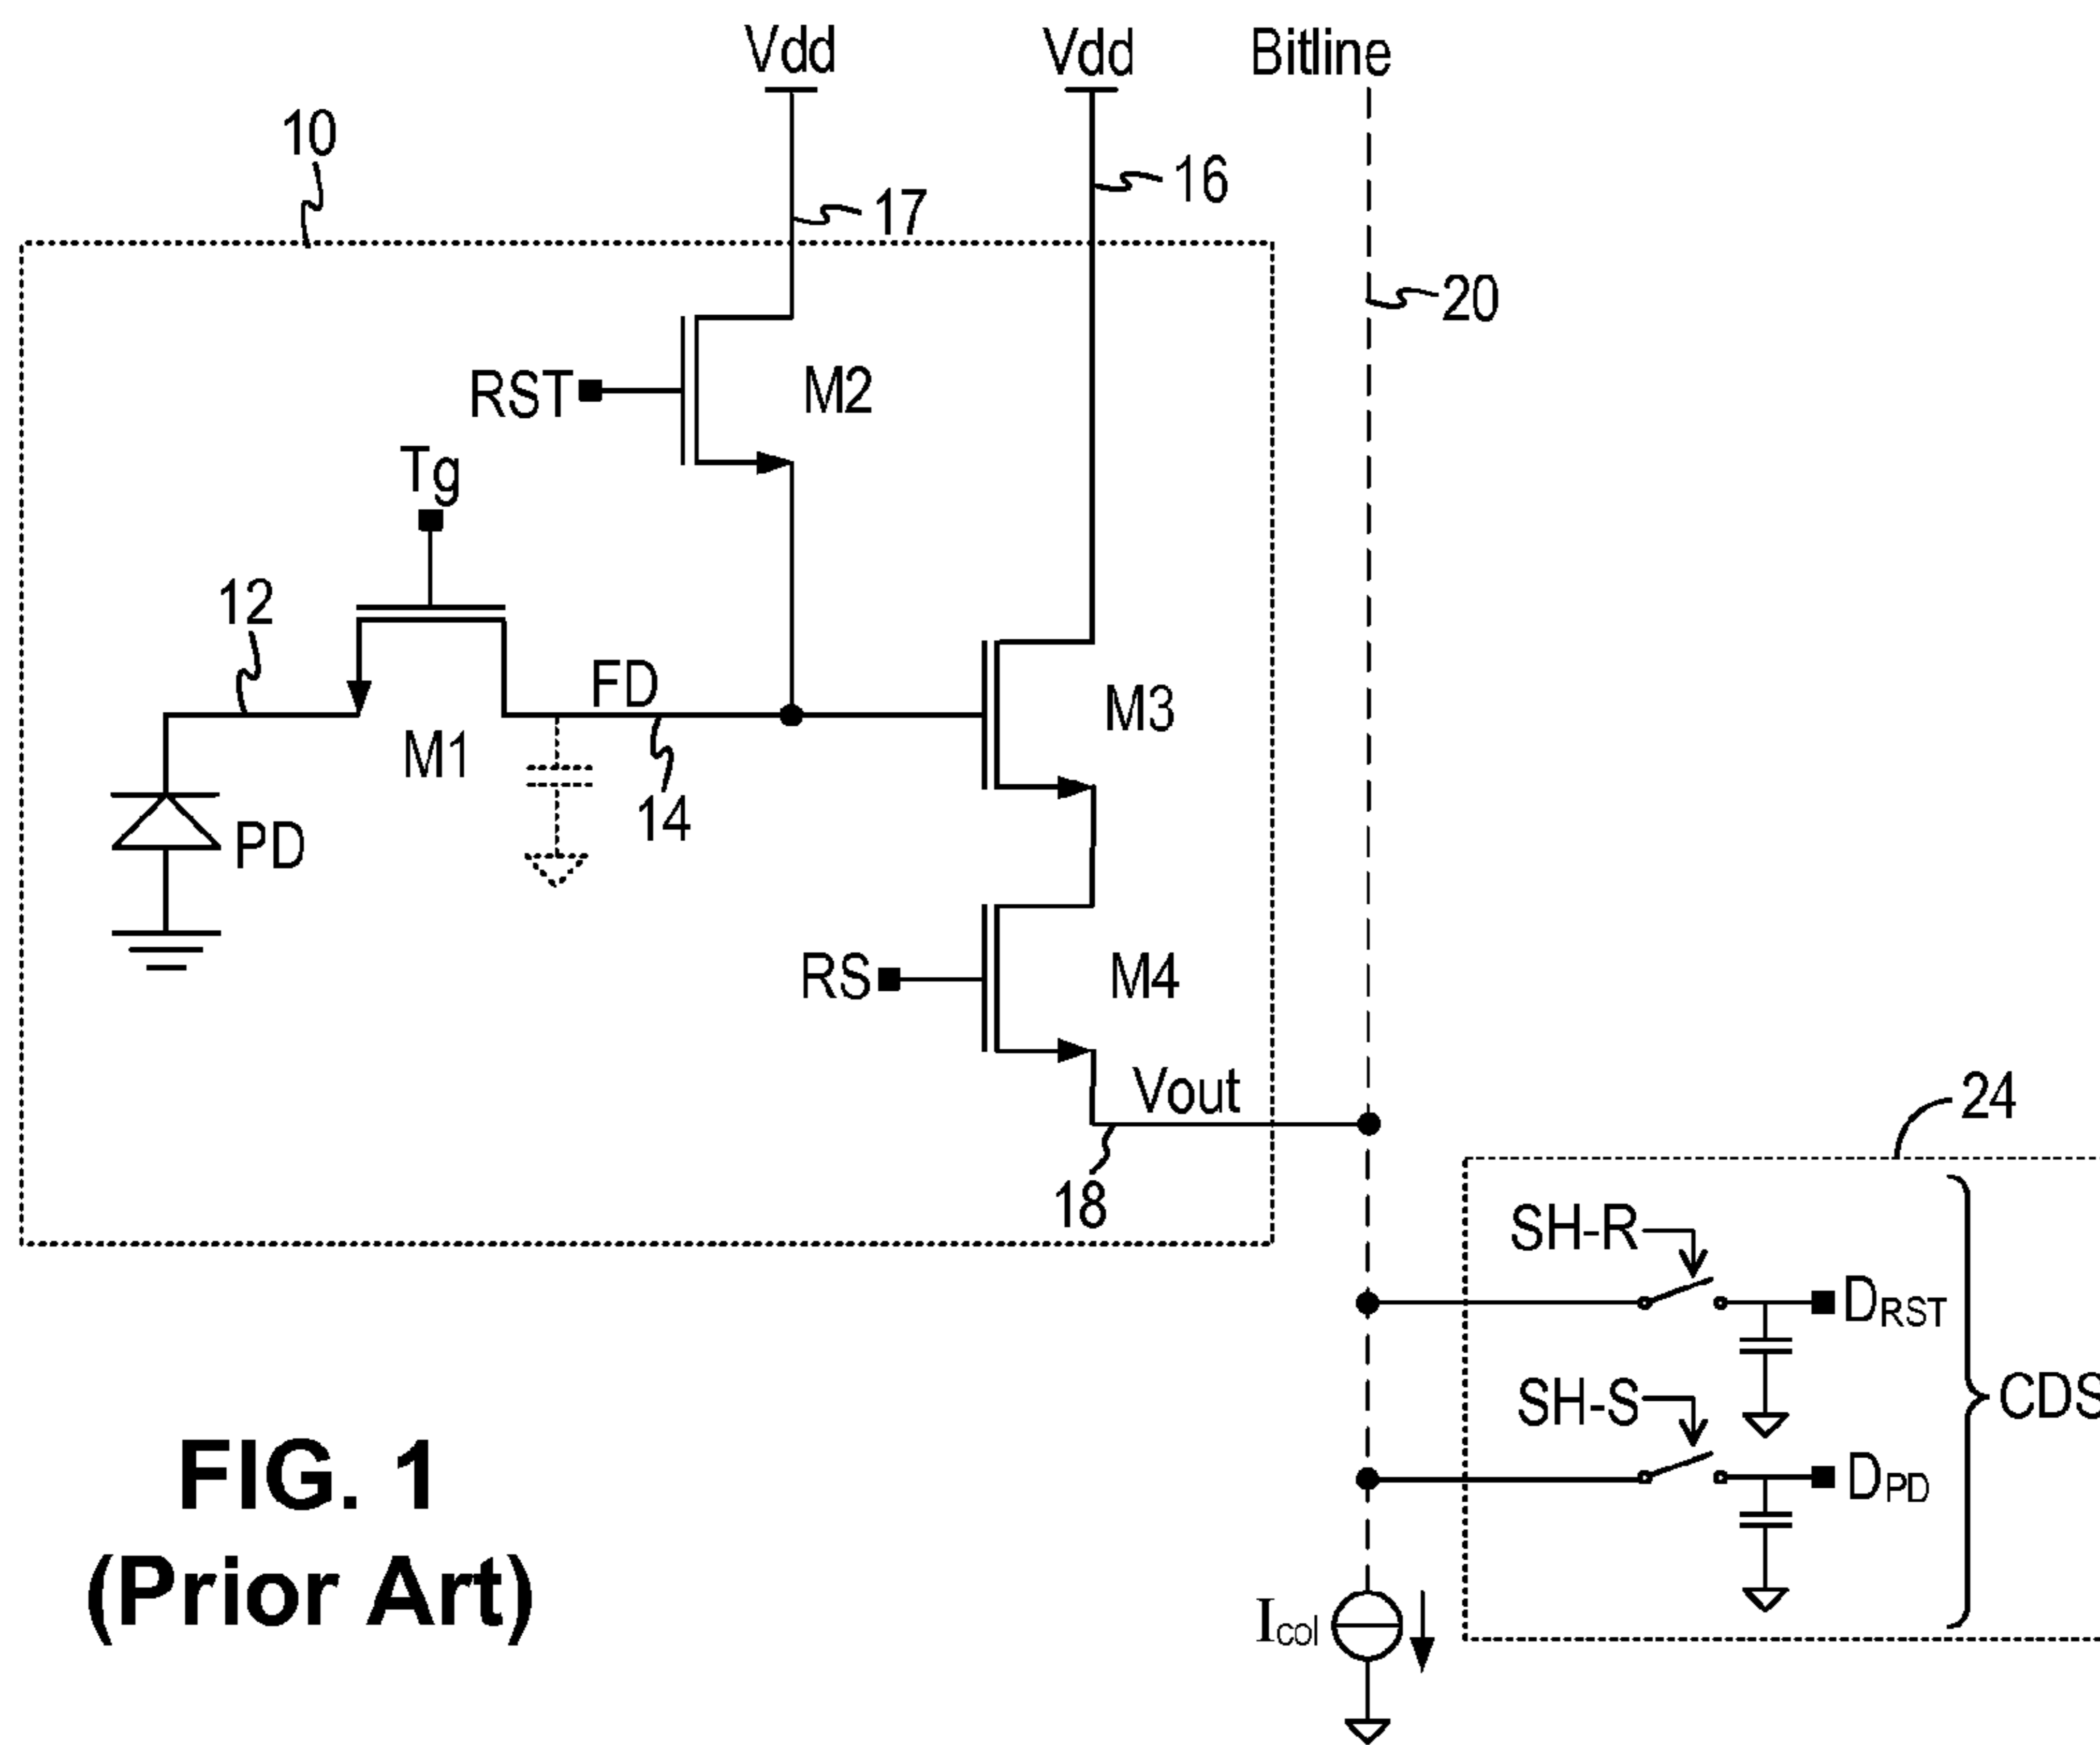 Vdd
Vdd
Bitline
10
17
16
20
RST
M2
Tg
12
FD
M3
M1
14
PD
RS
M4
Vout
18
24
SH-R
DRST
CDS
SH-S
DPD
Icol
FIG. 1
(Prior Art)